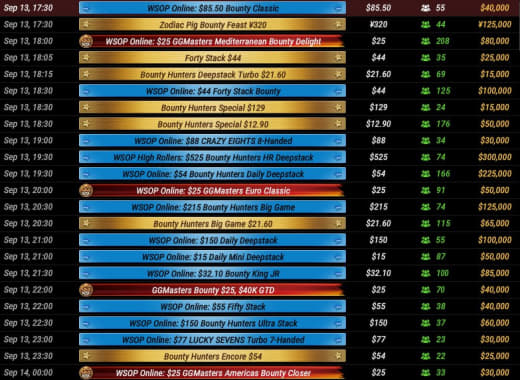 Sep 13, 17:30 WSOP Online: $85.50 Bounty Classic $85.50 55 $40,000
Sep 13, 17:30 Zodiac Pig Bounty Feast ¥320 ¥320 44 ¥125,000
Sep 13, 18:00 WSOP Online: $25 GGMasters Mediterranean Bounty Delight $25 208 $80,000
Sep 13, 18:05 Forty Stack $44 $44 35 $25,000
Sep 13, 18:15 Bounty Hunters Deepstack Turbo $21.60 $21.60 69 $15,000
Sep 13, 18:30 WSOP Online: $44 Forty Stack Bounty $44 125 $100,000
Sep 13, 18:30 Bounty Hunters Special $129 $129 24 $15,000
Sep 13, 18:30 Bounty Hunters Special $12.90 $12.90 176 $50,000
Sep 13, 19:00 WSOP Online: $88 CRAZY EIGHTS 8-Handed $88 34 $30,000
Sep 13, 19:30 WSOP High Rollers: $525 Bounty Hunters HR Deepstack $525 74 $300,000
Sep 13, 19:30 WSOP Online: $54 Bounty Hunters Daily Deepstack $54 166 $225,000
Sep 13, 20:00 WSOP Online: $25 GGMasters Euro Classic $25 91 $50,000
Sep 13, 20:30 WSOP Online: $215 Bounty Hunters Big Game $215 74 $125,000
Sep 13, 20:30 Bounty Hunters Big Game $21.60 $21.60 115 $65,000
Sep 13, 21:00 WSOP Online: $150 Daily Deepstack $150 55 $100,000
Sep 13, 21:00 WSOP Online: $15 Daily Mini Deepstack $15 87 $50,000
Sep 13, 21:30 WSOP Online: $32.10 Bounty King JR $32.10 100 $85,000
Sep 13, 22:00 GGMasters Bounty $25, $40K GTD $25 70 $40,000
Sep 13, 22:00 WSOP Online: $55 Fifty Stack $55 38 $40,000
Sep 13, 22:30 WSOP Online: $150 Bounty Hunters Ultra Stack $150 37 $60,000
Sep 13, 23:00 WSOP Online: $77 LUCKY SEVENS Turbo 7-Handed $77 23 $30,000
Sep 13, 23:30 Bounty Hunters Encore $54 $54 22 $25,000
Sep 14, 00:00 WSOP Online: $25 GGMasters Americas Bounty Closer $25 33 $30,000